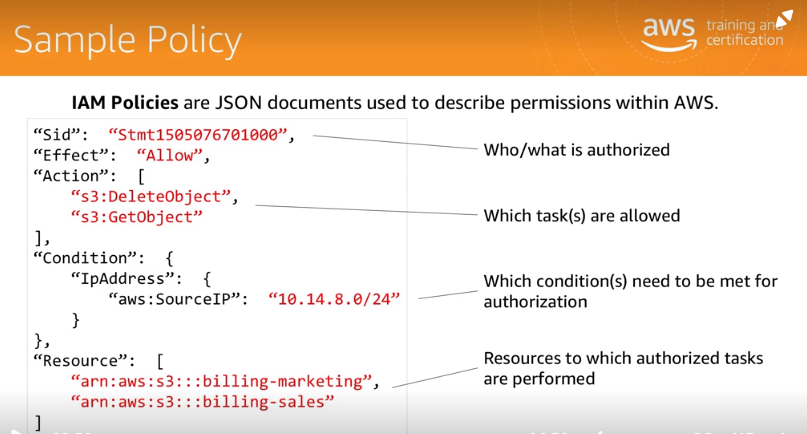 Sample Policy
aws training and certification
IAM Policies are JSON documents used to describe permissions within AWS.
“Sid”: “Stmt1505076701000”,
“Effect”: “Allow”,
“Action”: [
“s3:DeleteObject”,
“s3:GetObject”
],
“Condition”: {
“IpAddress”: {
“aws:SourceIP”: “10.14.8.0/24”
}
},
“Resource”: [
“arn:aws:s3:::billing-marketing”,
“arn:aws:s3:::billing-sales”
]
Who/what is authorized
Which task(s) are allowed
Which condition(s) need to be met for
authorization
Resources to which authorized tasks
are performed